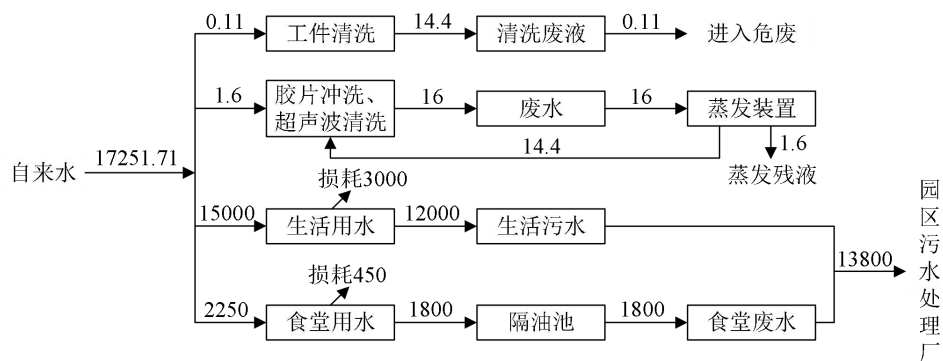 0.11
工件清洗
14.4
清洗废液
0.11
进入危废
1.6
胶片冲洗、
超声波清洗
16
废水
16
蒸发装置
14.4
1.6
蒸发残液
自来水
17251.71
损耗3000
15000
生活用水
12000
生活污水
13800
园区污水处理厂
损耗450
2250
食堂用水
1800
隔油池
1800
食堂废水